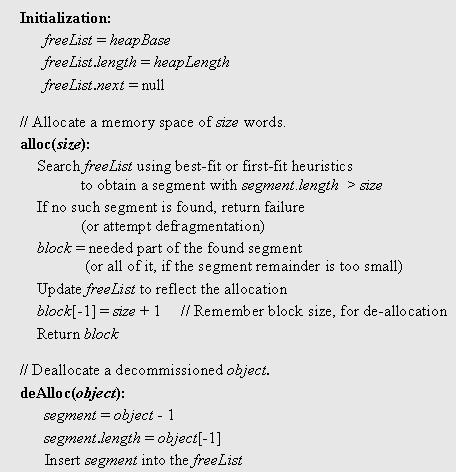 Initialization:
freeList = heapBase
freeList.length = heapLength
freeList.next = null
// Allocate a memory space of size words.
alloc(size):
Search freeList using best-fit or first-fit heuristics
to obtain a segment with segment.length > size
If no such segment is found, return failure
(or attempt defragmentation)
block = needed part of the found segment
(or all of it, if the segment remainder is too small)
Update freeList to reflect the allocation
block[-1] = size + 1 // Remember block size, for de-allocation
Return block
// Deallocate a decommissioned object.
deAlloc(object):
segment = object - 1
segment.length = object[-1]
Insert segment into the freeList